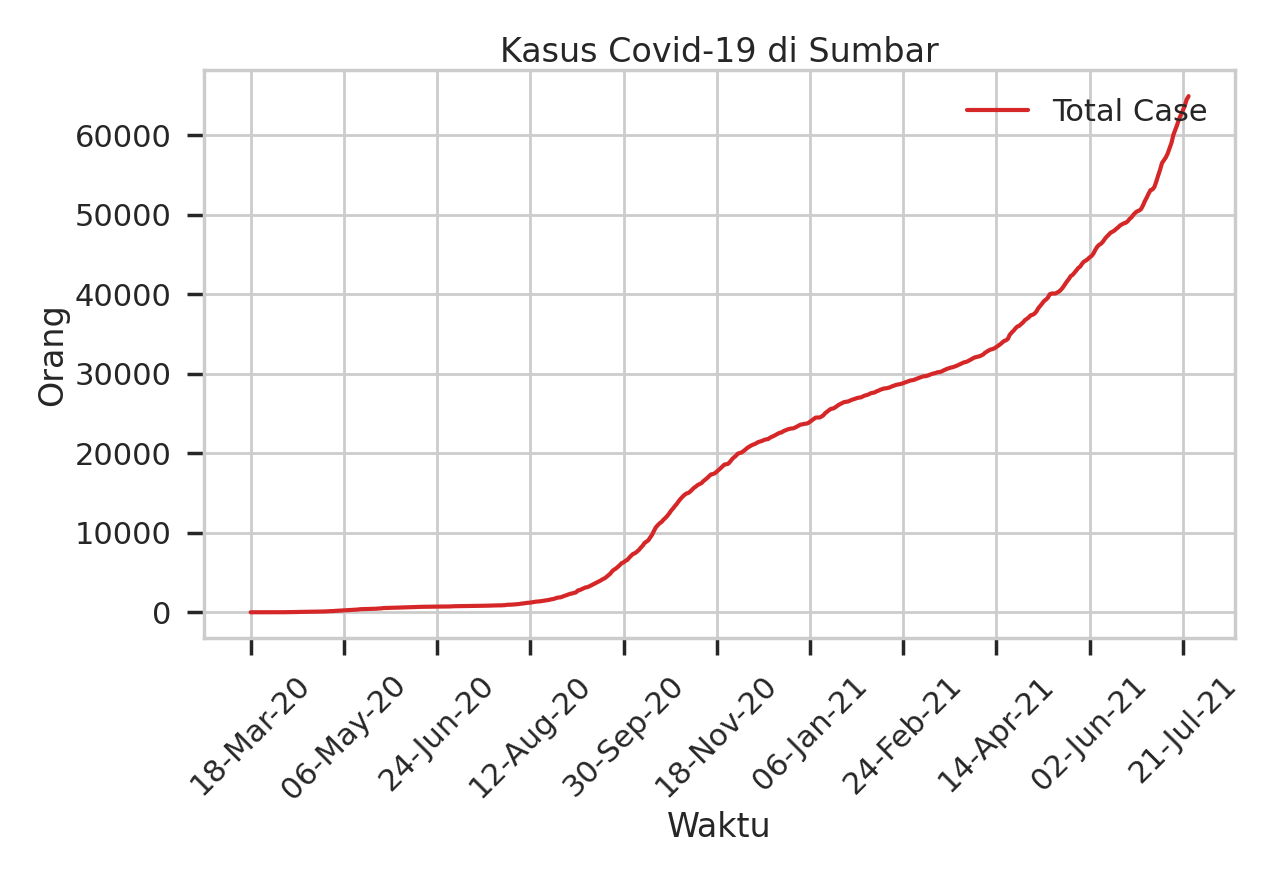 Kasus Covid-19 di Sumbar
Total Case
Orang
60000
50000
40000
30000
20000
10000
0
18-Mar-20
06-May-20
24-Jun-20
12-Aug-20
30-Sep-20
18-Nov-20
06-Jan-21
24-Feb-21
14-Apr-21
02-Jun-21
21-Jul-21
Waktu